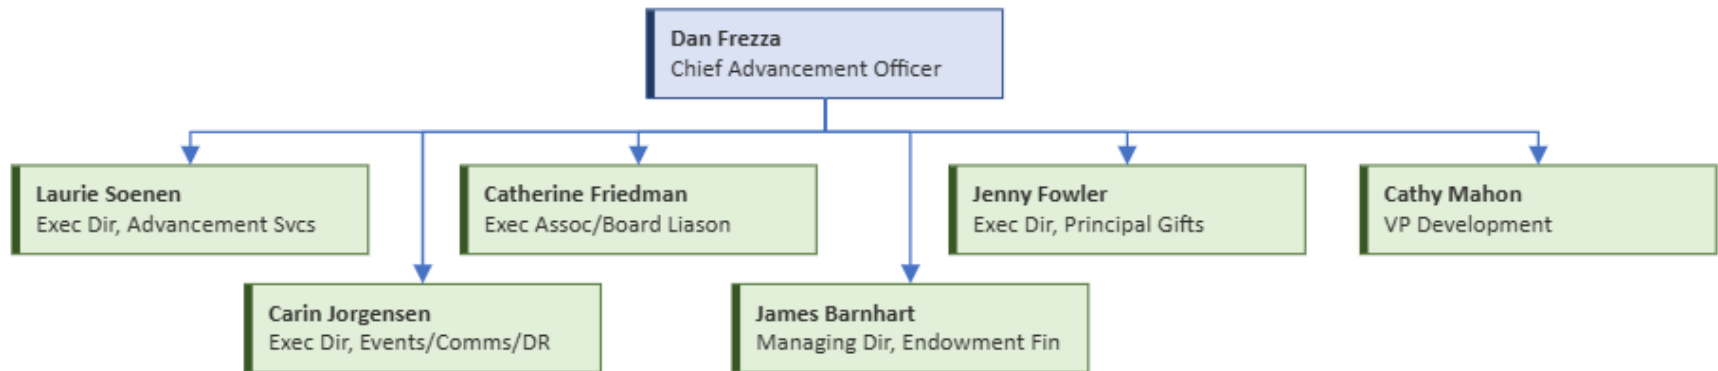 Dan Frezza
Chief Advancement Officer
Laurie Soenen
Exec Dir, Advancement Svcs
Catherine Friedman
Exec Assoc/Board Liason
Jenny Fowler
Exec Dir, Principal Gifts
Cathy Mahon
VP Development
Carin Jorgensen
Exec Dir, Events/Comms/DR
James Barnhart
Managing Dir, Endowment Fin